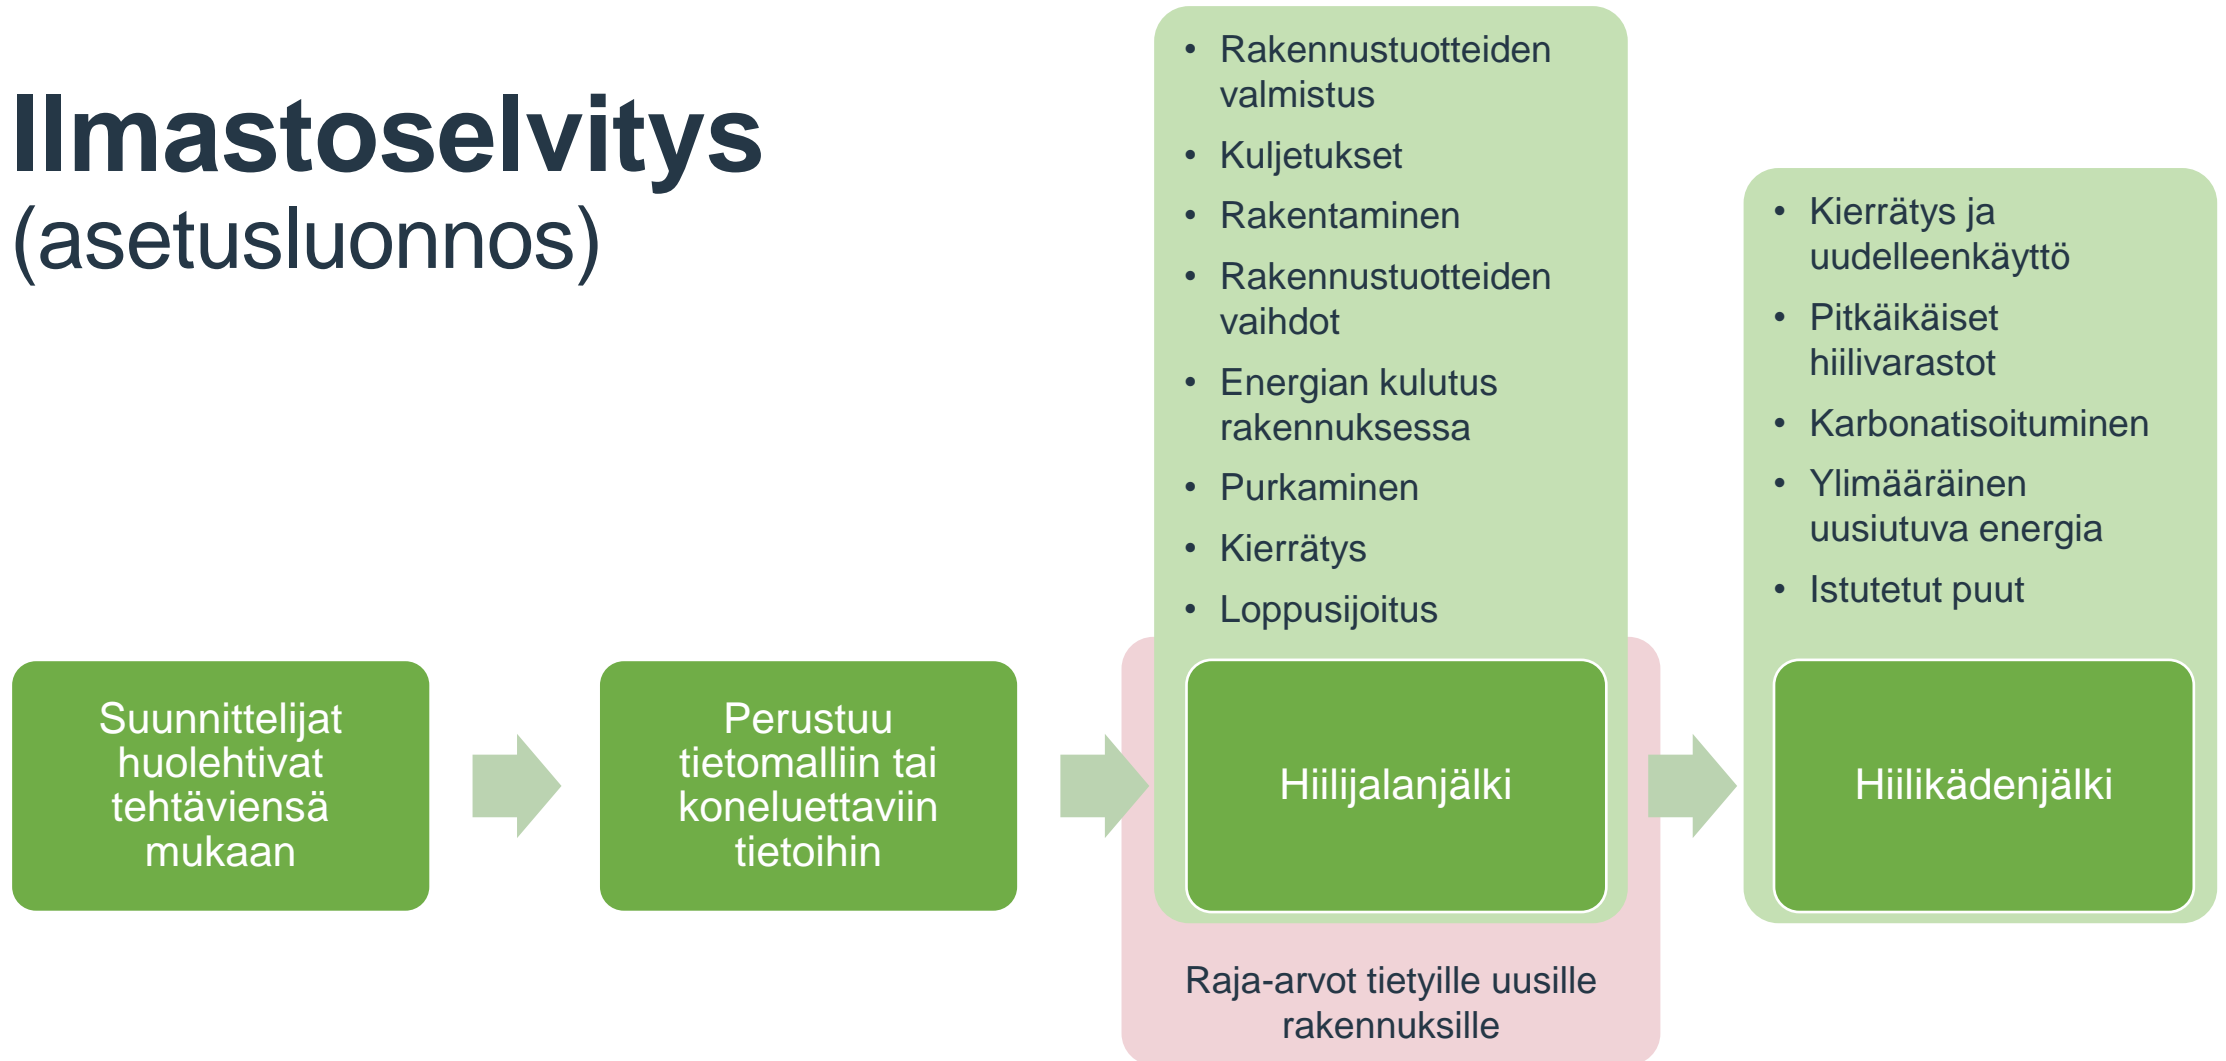 Ilmastoselvitys
(asetusluonnos)
• Rakennustuotteiden
valmistus
• Kuljetukset
• Rakentaminen
• Rakennustuotteiden
vaihdot
• Energian kulutus
rakennuksessa
• Purkaminen
• Kierrätys
• Loppusijoitus
• Kierrätys ja
uudelleenkäyttö
• Pitkäikäiset
hiilivarastot
• Karbonatisoituminen
• Ylimääräinen
uusiutuva energia
• Istutetut puut
Suunnittelijat
huolehtivat
tehtäviensä
mukaan
Perustuu
tietomalliin tai
koneluettaviin
tietoihin
Hiilijalanjälki
Hiilikädenjälki
Raja-arvot tietyille uusille
rakennuksille